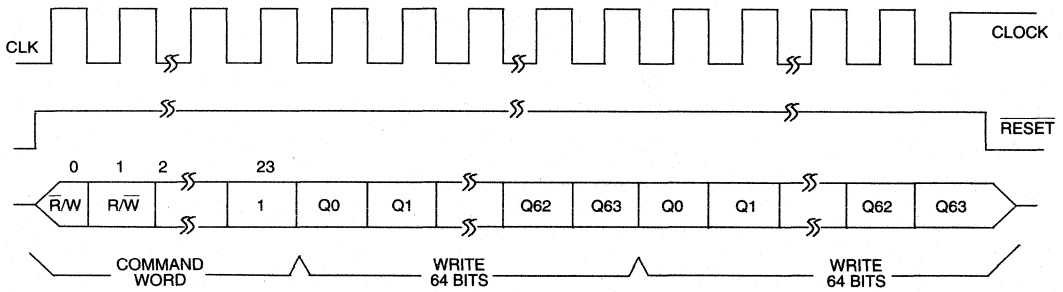 CLK
CLOCK
R̅E̅S̅E̅T̅
0 1 2 23
R̅/W R/W̅ 1 Q0 Q1 Q62 Q63 Q0 Q1 Q62 Q63
COMMAND WORD
WRITE 64 BITS
WRITE 64 BITS